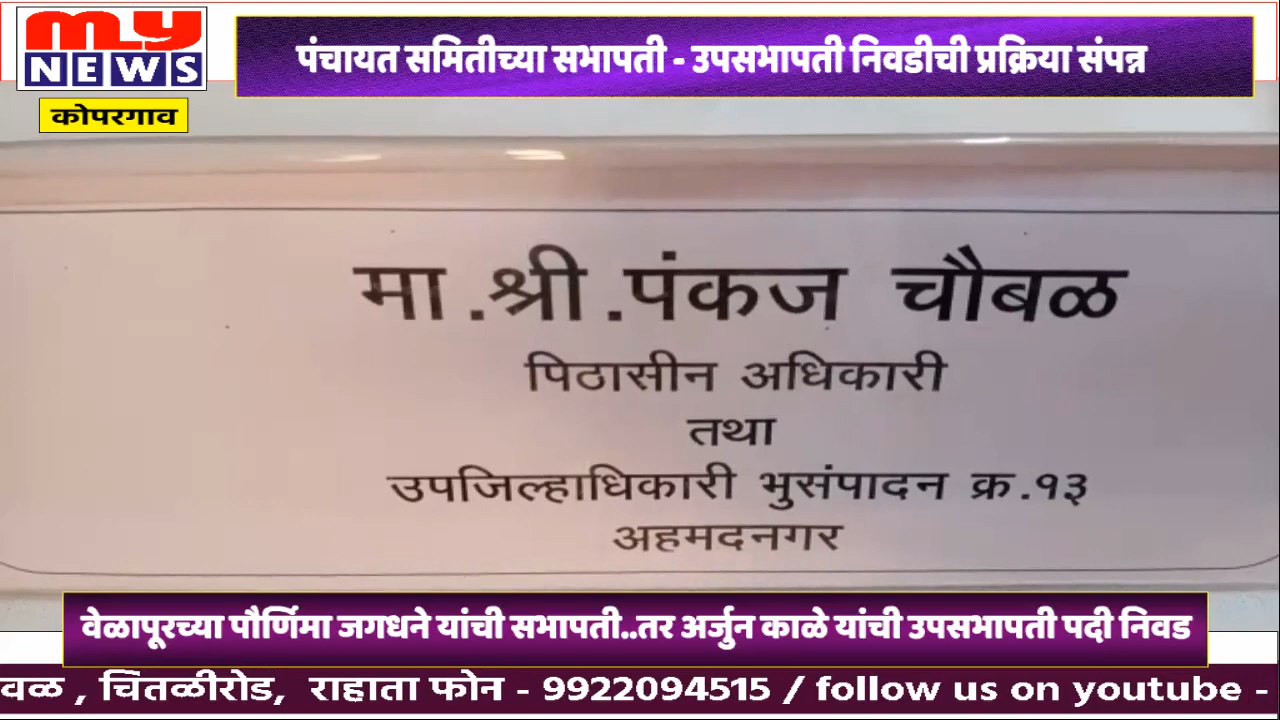 my
NEWS
कोपरगाव
पंचायत समितीच्या सभापती - उपसभापती निवडीची प्रक्रिया संपन्न
मा.श्री.पंकज चौबळ
पिठासीन अधिकारी
तथा
उपजिल्हाधिकारी भुसंपादन क्र.१३
अहमदनगर
वेळापूरच्या पौर्णिमा जगधने यांची सभापती..तर अर्जुन काळे यांची उपसभापती पदी निवड
वळ , चितळीरोड, राहाता फोन - 9922094515 / follow us on youtube -